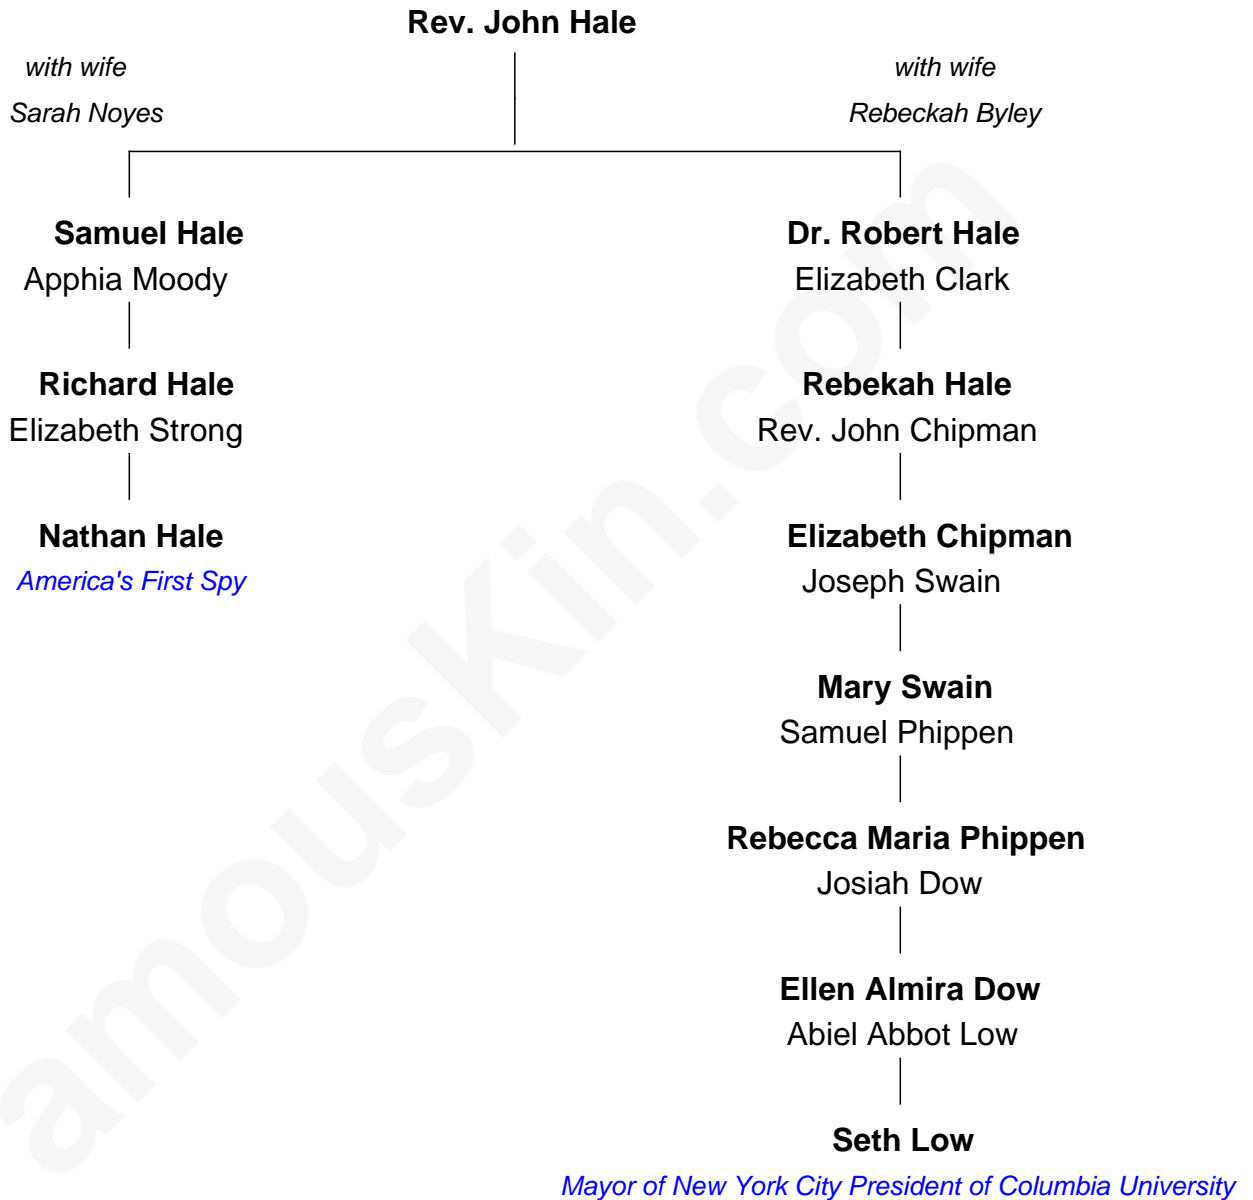 Rev. John Hale
with wife
Sarah Noyes
with wife
Rebeckah Byley
Samuel Hale
Apphia Moody
Richard Hale
Elizabeth Strong
Nathan Hale
America's First Spy
Dr. Robert Hale
Elizabeth Clark
Rebekah Hale
Rev. John Chipman
Elizabeth Chipman
Joseph Swain
Mary Swain
Samuel Phippen
Rebecca Maria Phippen
Josiah Dow
Ellen Almira Dow
Abiel Abbot Low
Seth Low
Mayor of New York City President of Columbia University
amousKin.com